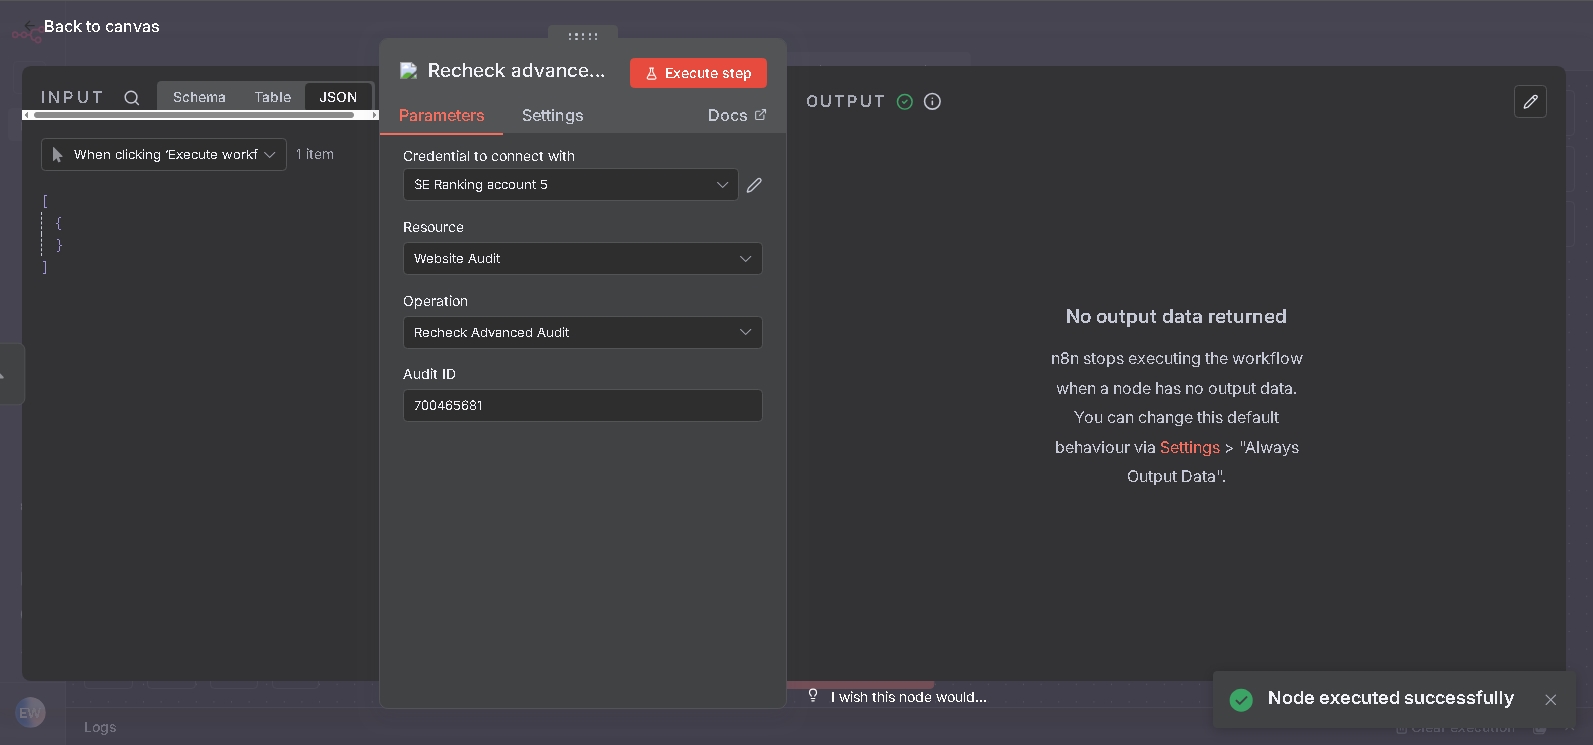 Back to canvas
INPUT
Schema
Table
JSON
When clicking 'Execute workf
1 item
[
{
}
]
Recheck advance...
Execute step
Parameters
Settings
Docs
Credential to connect with
SE Ranking account 5
Resource
Website Audit
Operation
Recheck Advanced Audit
Audit ID
700465681
OUTPUT
No output data returned
n8n stops executing the workflow
when a node has no output data.
You can change this default
behaviour via Settings > "Always
Output Data".
I wish this node would...
Node executed successfully
EW
Logs
Clear execution